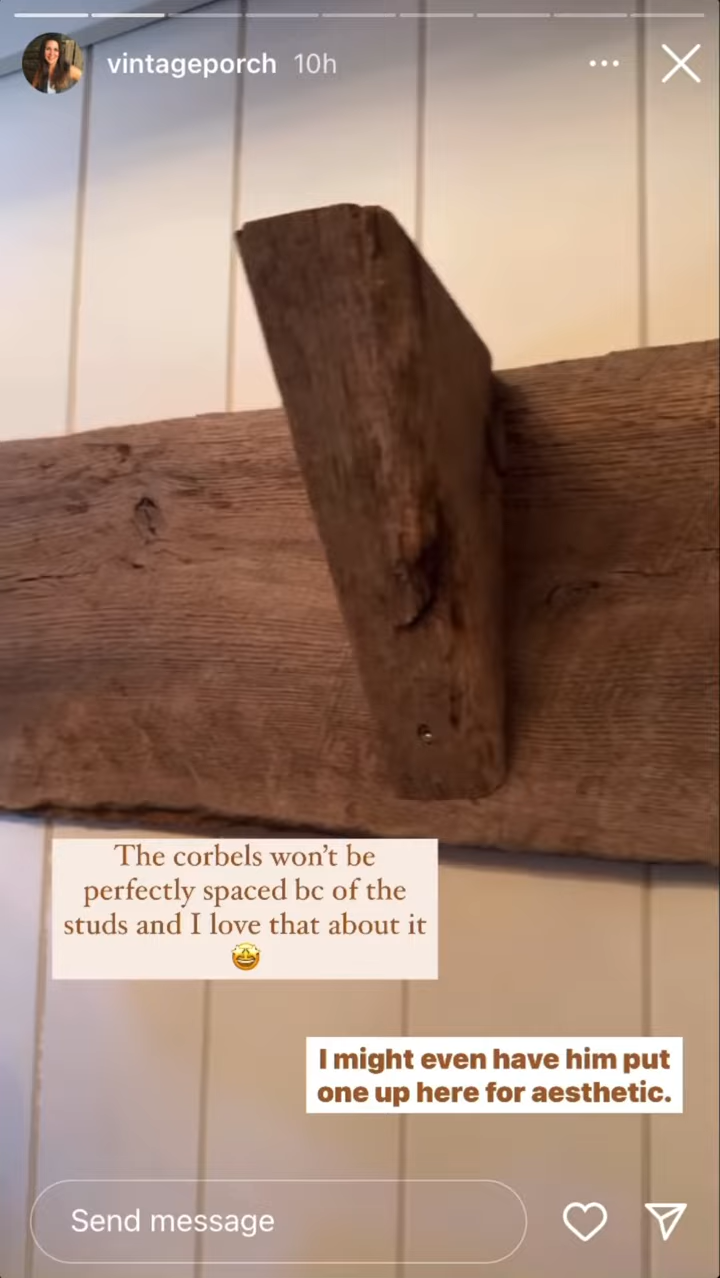 vintageporch 10h
The corbels won’t be
perfectly spaced bc of the
studs and I love that about it
🤩
I might even have him put
one up here for aesthetic.
Send message